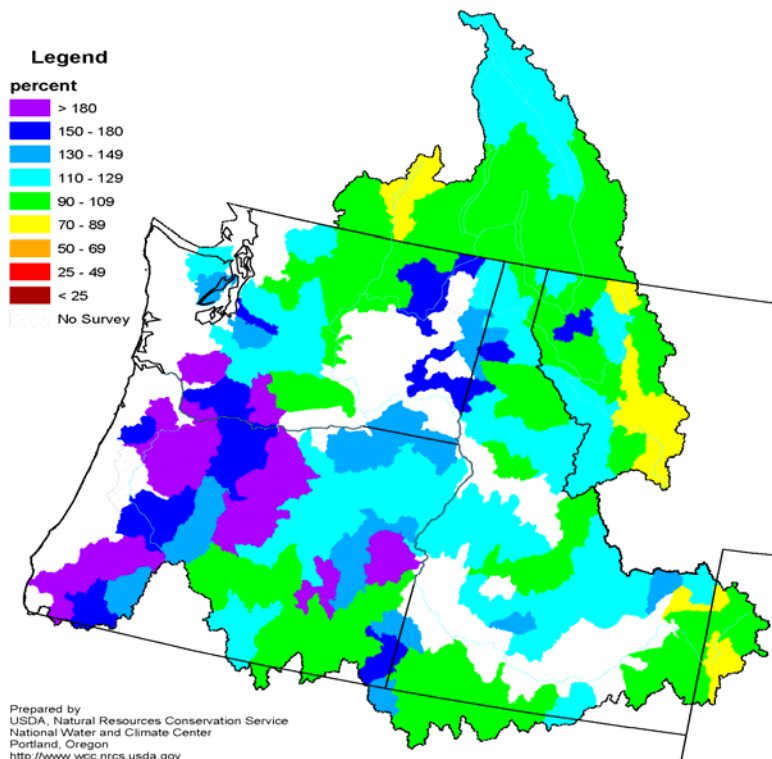 Legend
percent
> 180
150 - 180
130 - 149
110 - 129
90 - 109
70 - 89
50 - 69
25 - 49
< 25
No Survey
Prepared by
USDA, Natural Resources Conservation Service
National Water and Climate Center
Portland, Oregon
http://www.wcc.nrcs.usda.gov